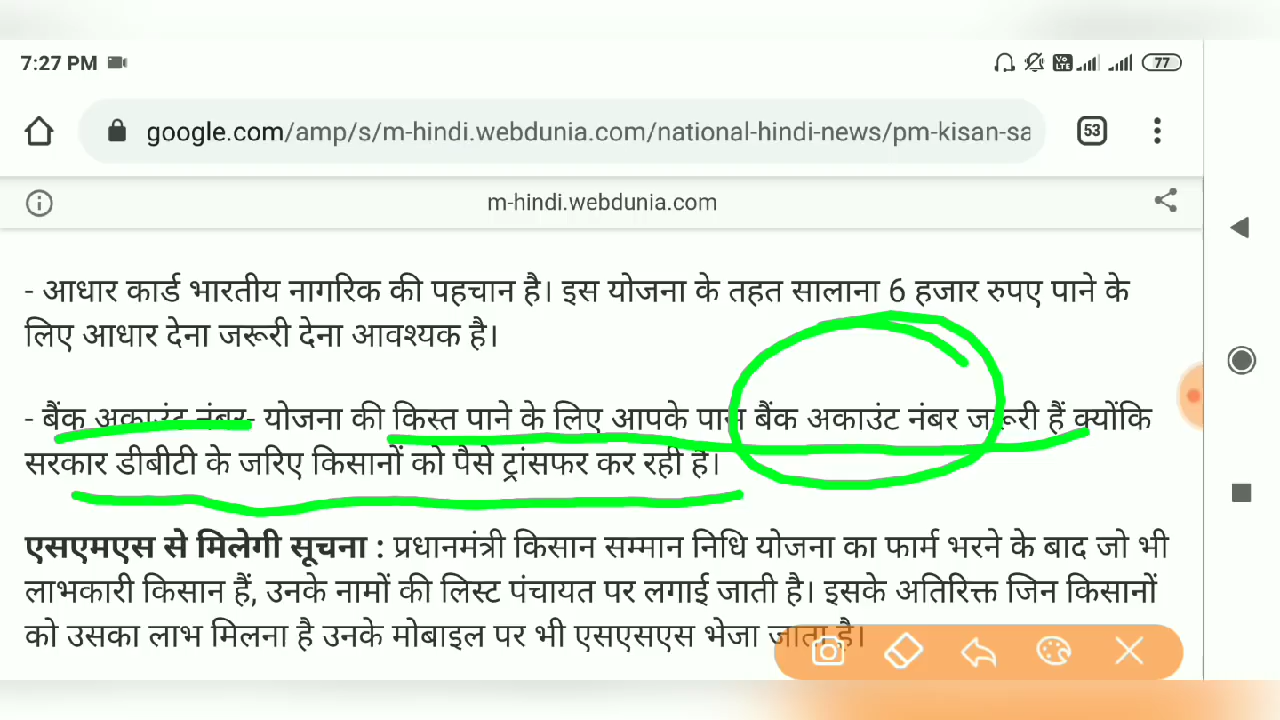 7:27 PM
Vo LTE
77
google.com/amp/s/m-hindi.webdunia.com/national-hindi-news/pm-kisan-sa
53
m-hindi.webdunia.com
- आधार कार्ड भारतीय नागरिक की पहचान है। इस योजना के तहत सालाना 6 हजार रुपए पाने के
लिए आधार देना जरूरी देना आवश्यक है।
- बैंक अकाउंट नंबर- योजना की किस्त पाने के लिए आपके पास बैंक अकाउंट नंबर जरूरी हैं क्योंकि
सरकार डीबीटी के जरिए किसानों को पैसे ट्रांसफर कर रही है।
एसएमएस से मिलेगी सूचना : प्रधानमंत्री किसान सम्मान निधि योजना का फार्म भरने के बाद जो भी
लाभकारी किसान हैं, उनके नामों की लिस्ट पंचायत पर लगाई जाती है। इसके अतिरिक्त जिन किसानों
को उसका लाभ मिलना है उनके मोबाइल पर भी एसएसएस भेजा जाता है।